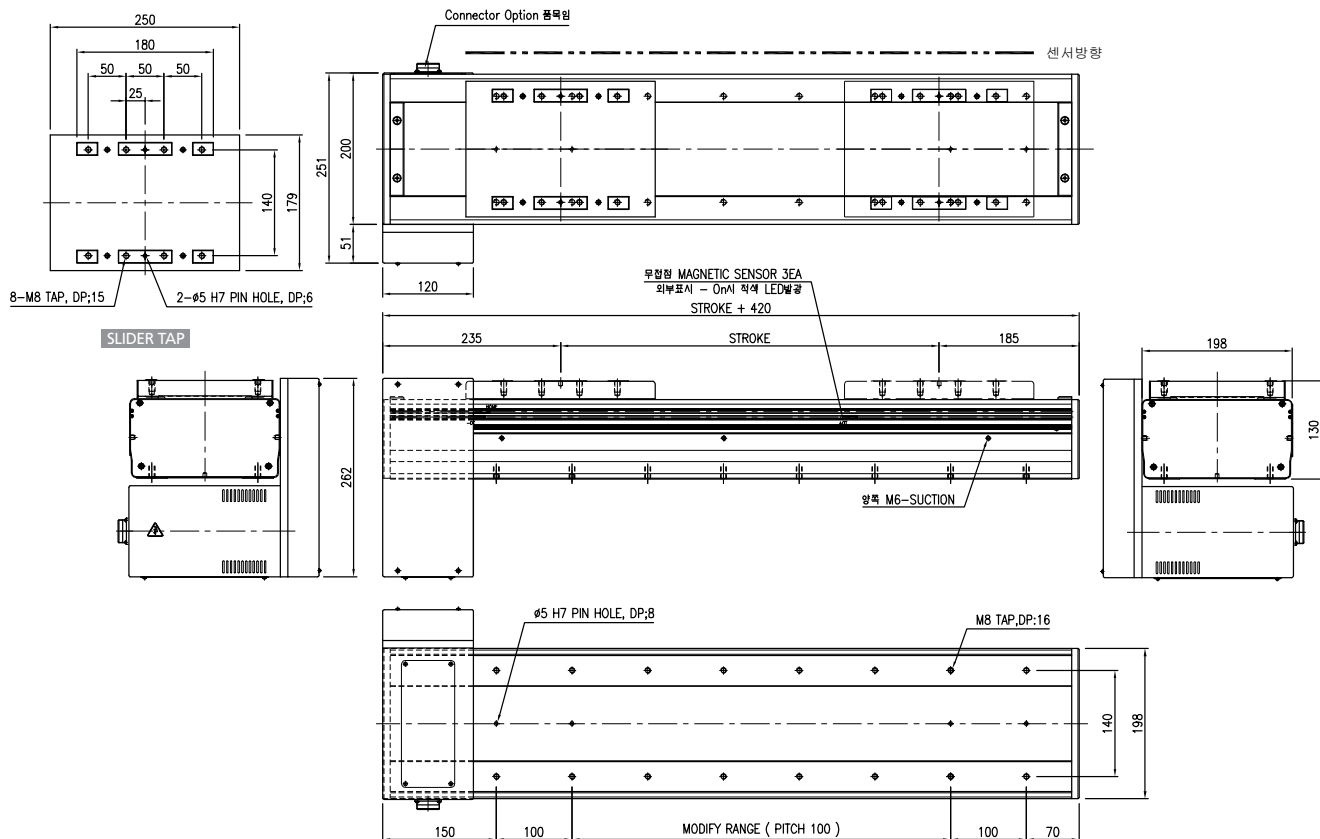 250
180
50
50
50
25
140
179
8-M8 TAP, DP;15
2-ø5 H7 PIN HOLE, DP;6
SLIDER TAP
Connector Option 품목임
센서방향
251
200
51
120
무접점 MAGNETIC SENSOR 3EA
외부표시 - On시 적색 LED발광
STROKE + 420
235
STROKE
185
262
양쪽 M6-SUCTION
198
130
ø5 H7 PIN HOLE, DP;8
M8 TAP,DP:16
140
198
150
100
MODIFY RANGE ( PITCH 100 )
100
70